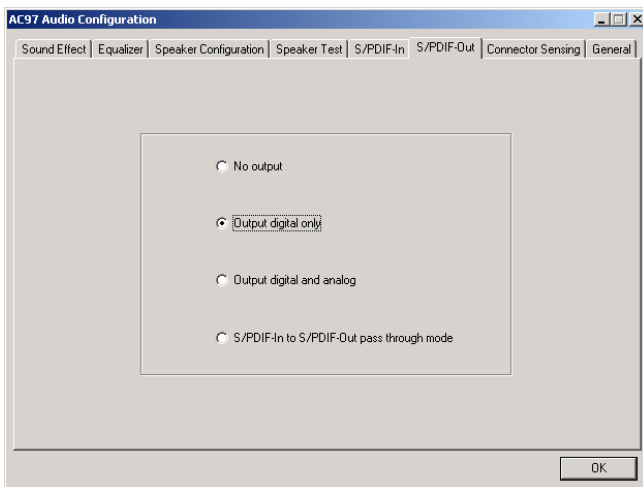 AC97 Audio Configuration
Sound Effect Equalizer Speaker Configuration Speaker Test S/PDIF-In S/PDIF-Out Connector Sensing General
No output
Output digital only
Output digital and analog
S/PDIF-In to S/PDIF-Out pass through mode
OK